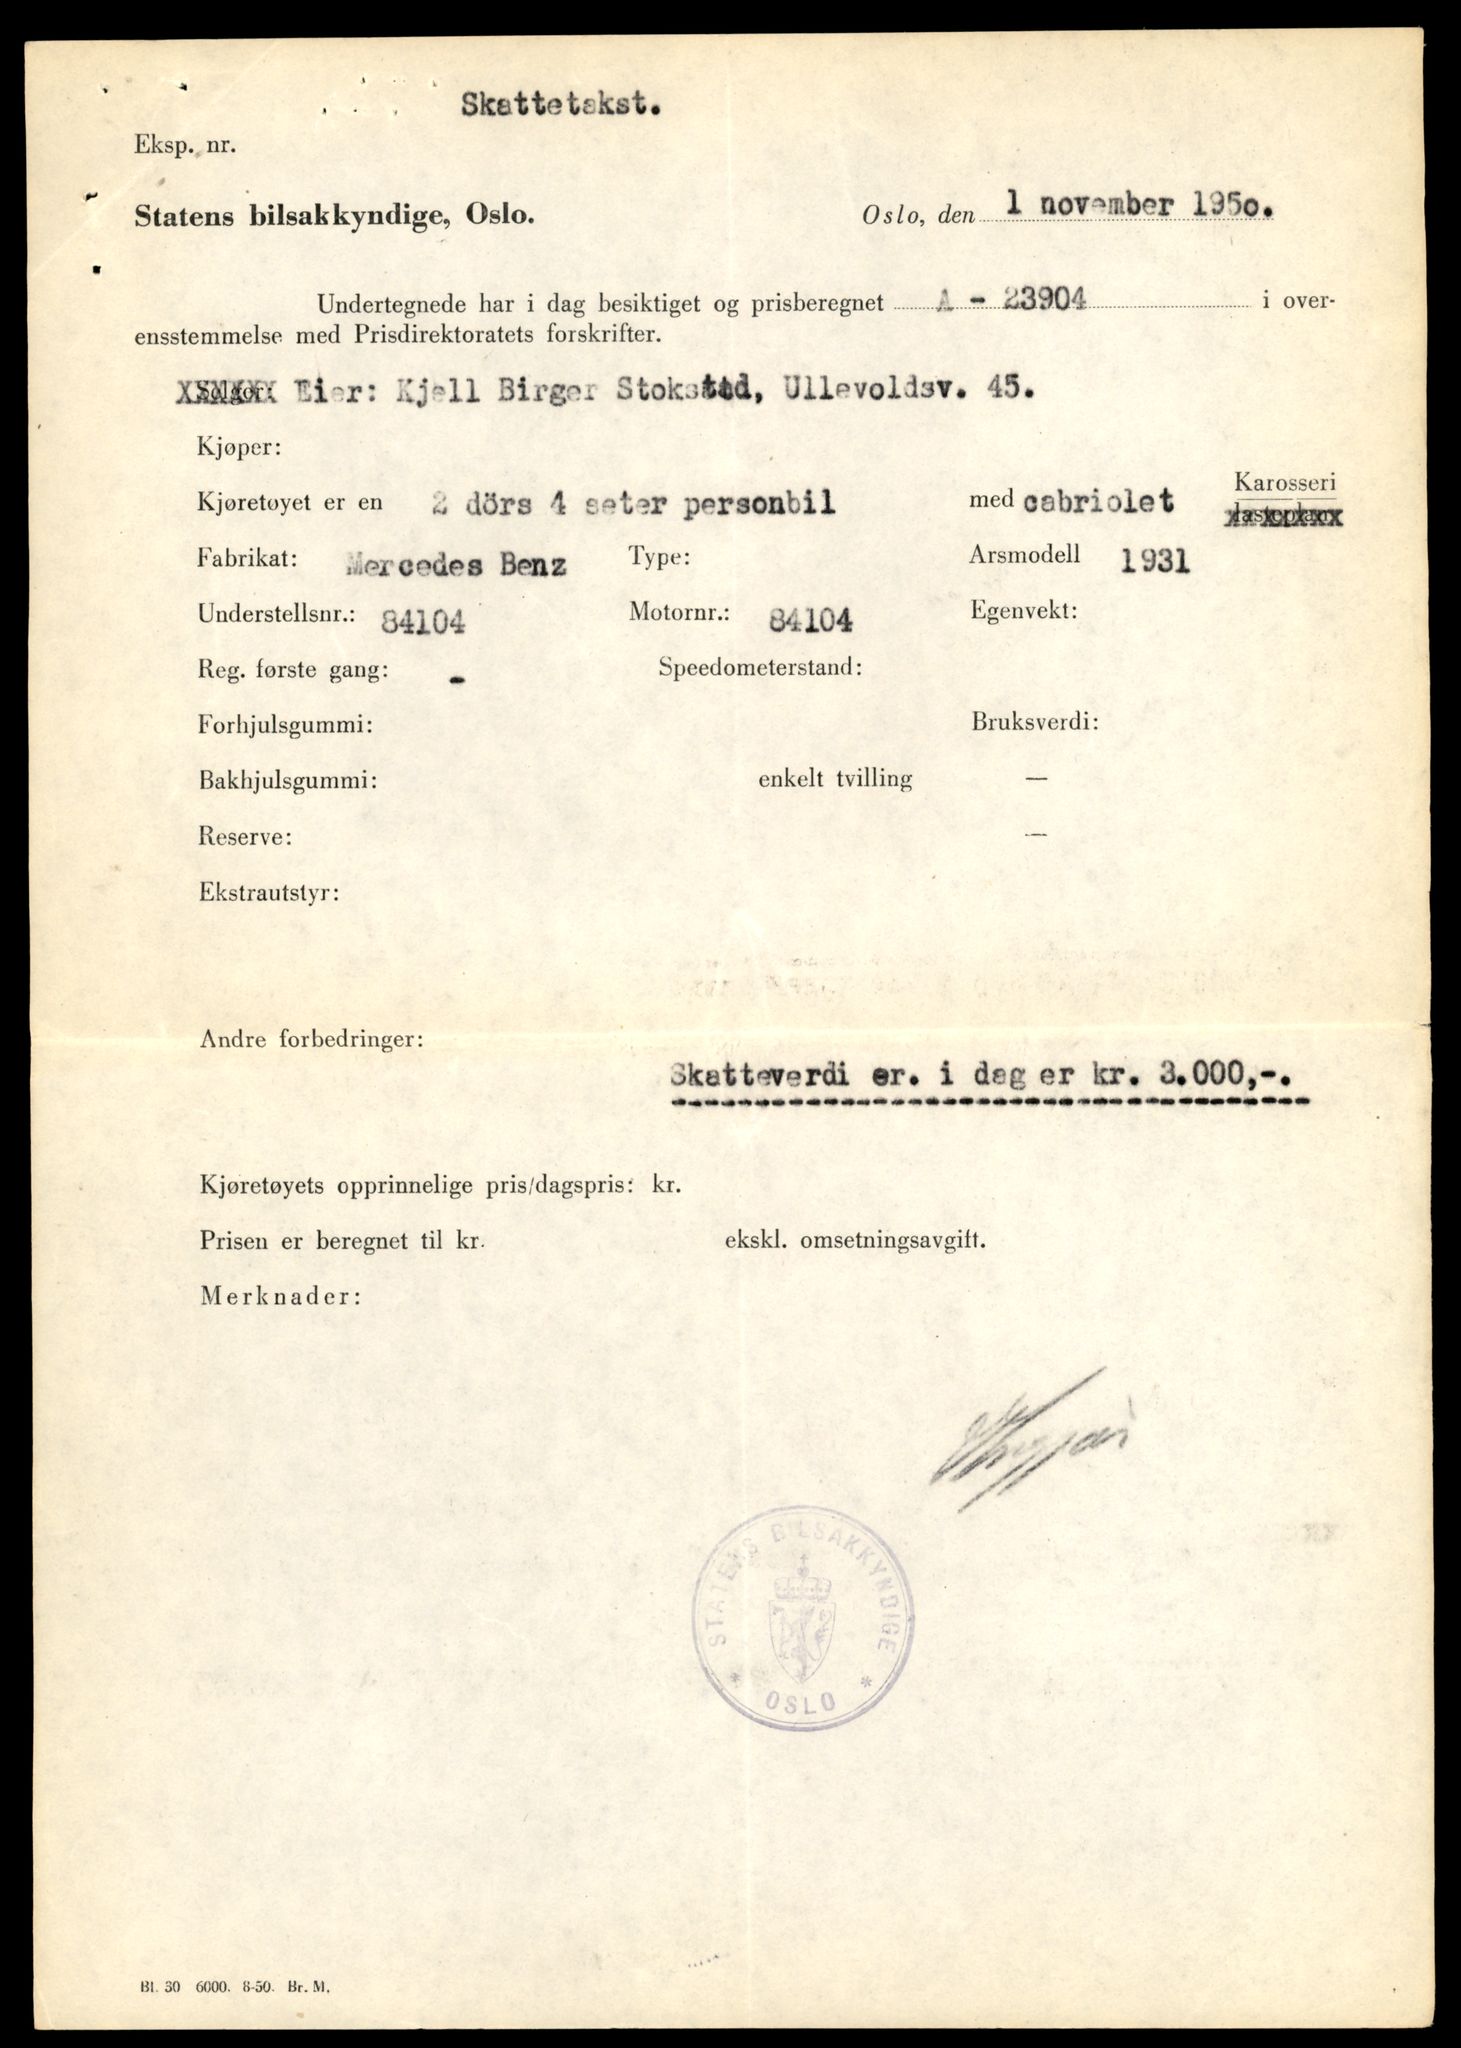 Skattetakst.
Eksp. nr.
Statens bilsakkyndige, Oslo.
Oslo, den 1 november 1950.
Undertegnede har i dag besiktiget og prisberegnet A - 23904 i over-
ensstemmelse med Prisdirektoratets forskrifter.
Eier: Kjell Birger Stokstad, Ullevoldsv. 45.
Kjøper:
Kjøretøyet er en 2 dörs 4 seter personbil med cabriolet Karosseri
lasteplan
Fabrikat: Mercedes Benz Type: Arsmodell 1931
Understellsnr.: 84104 Motornr.: 84104 Egenvekt:
Reg. første gang: - Speedometerstand:
Forhjulsgummi: Bruksverdi:
Bakhjulsgummi: enkelt tvilling —
Reserve: —
Ekstrautstyr:
Andre forbedringer:
Skatteverdi er. i dag er kr. 3.000,-.
Kjøretøyets opprinnelige pris/dagspris: kr.
Prisen er beregnet til kr. ekskl. omsetningsavgift.
Merknader:
STATENS BILSAKKYNDIGE
* OSLO *
Bl. 30 6000. 8-50. Br. M.